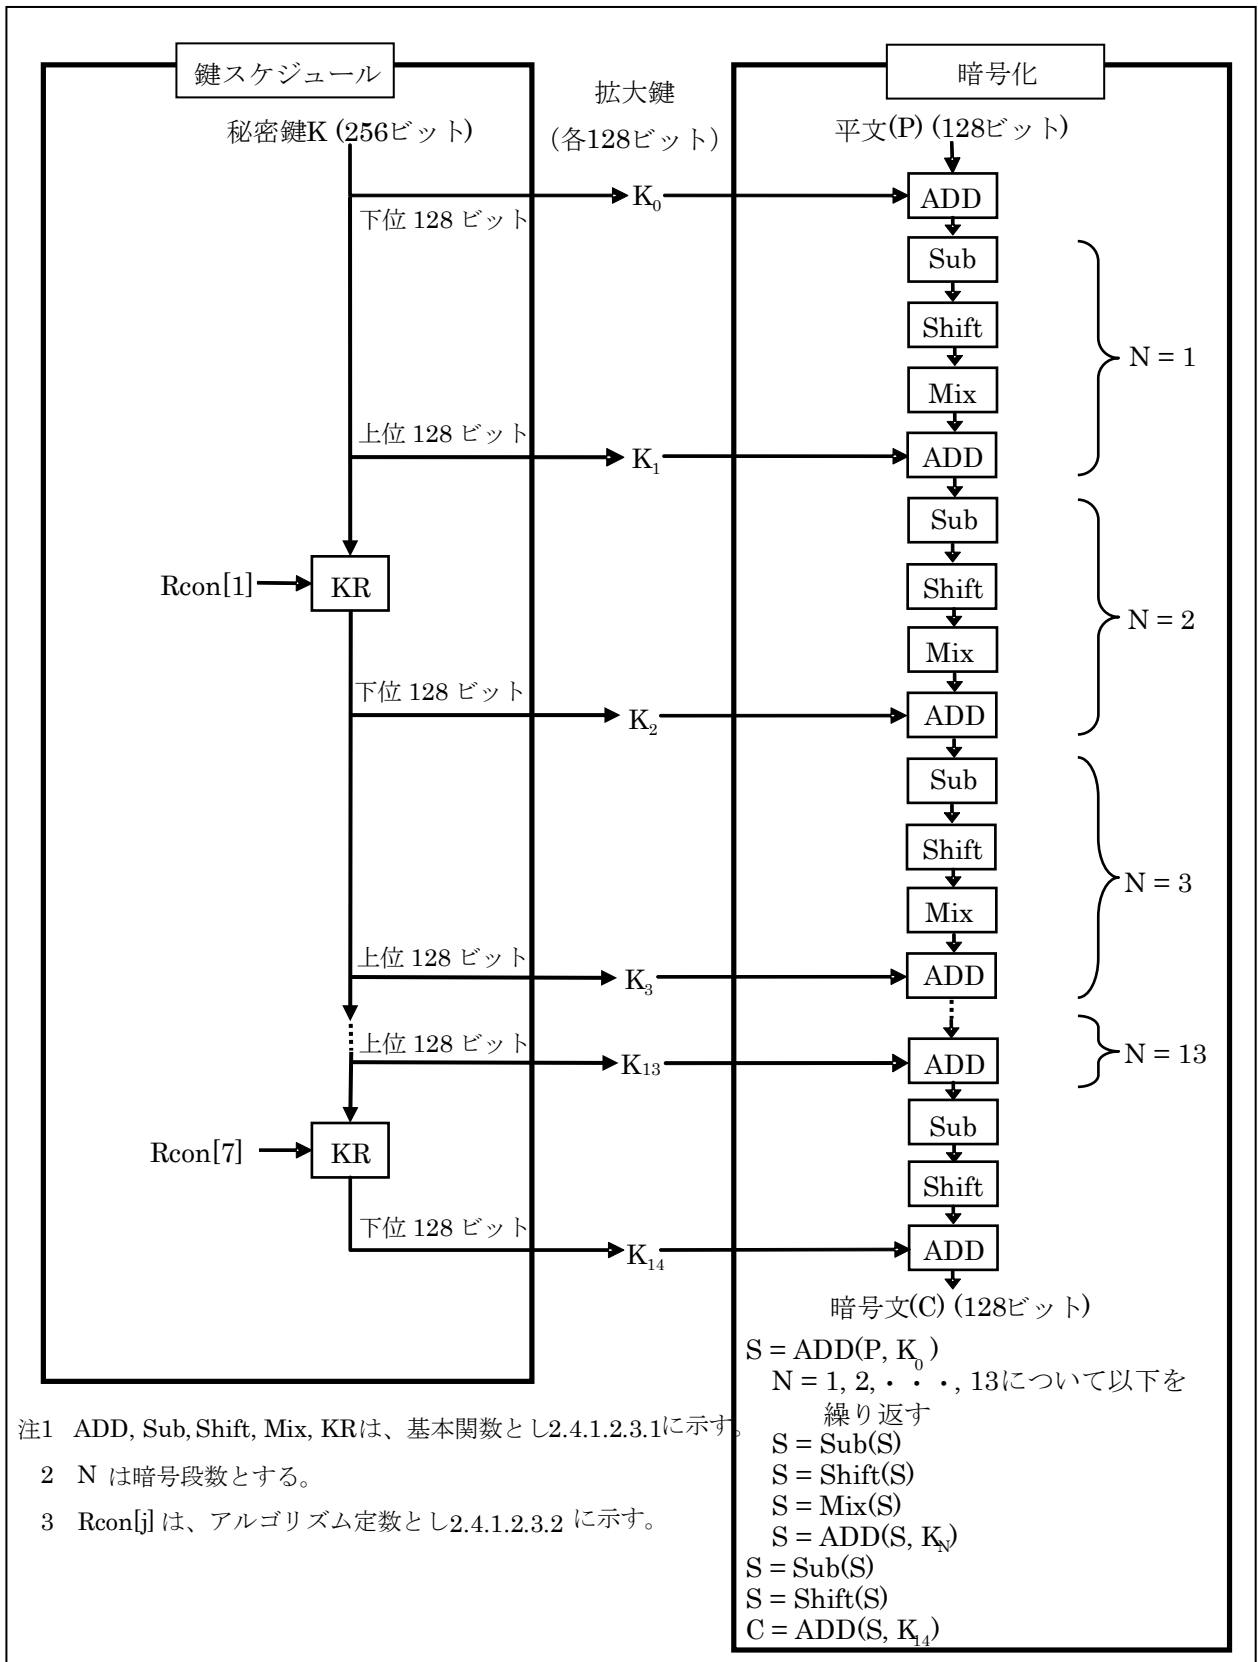 鍵スケジュール
秘密鍵K (256ビット)
拡大鍵
(各128ビット)
暗号化
平文(P) (128ビット)
下位 128 ビット
K0
ADD
Sub
Shift
Mix
N = 1
上位 128 ビット
K1
ADD
Sub
Rcon[1]
KR
Shift
Mix
N = 2
下位 128 ビット
K2
ADD
Sub
Shift
Mix
N = 3
上位 128 ビット
K3
ADD
上位 128 ビット
K13
ADD
N = 13
Sub
Rcon[7]
KR
Shift
下位 128 ビット
K14
ADD
暗号文(C) (128ビット)
S = ADD(P, K0)
N = 1, 2,・・・, 13について以下を
繰り返す
S = Sub(S)
S = Shift(S)
S = Mix(S)
S = ADD(S, KN)
S = Sub(S)
S = Shift(S)
C = ADD(S, K14)
注1 ADD, Sub, Shift, Mix, KRは、基本関数とし2.4.1.2.3.1に示す。
2 N は暗号段数とする。
3 Rcon[j] は、アルゴリズム定数とし2.4.1.2.3.2 に示す。